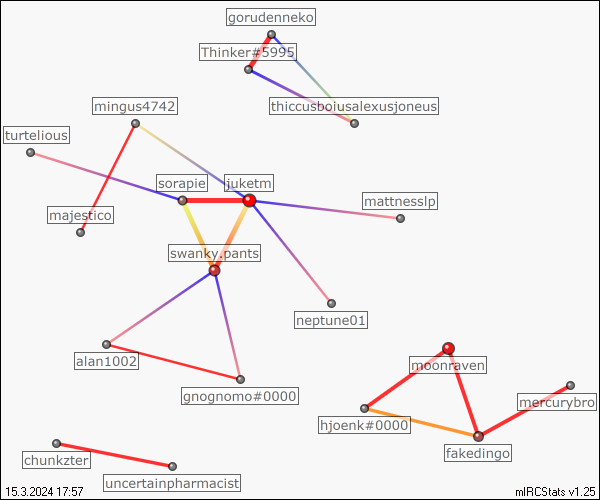 gorudenneko
Thinker#5995
mingus4742
thiccusboiusalexusjoneus
turtelious
sorapie
juketm
mattnesslp
majestico
swanky.pants
neptune01
alan1002
moonraven
gnognomo#0000
mercurybro
hjoenk#0000
fakedingo
chunkzter
uncertainpharmacist
15.3.2024 17:57
mIRCStats v1.25